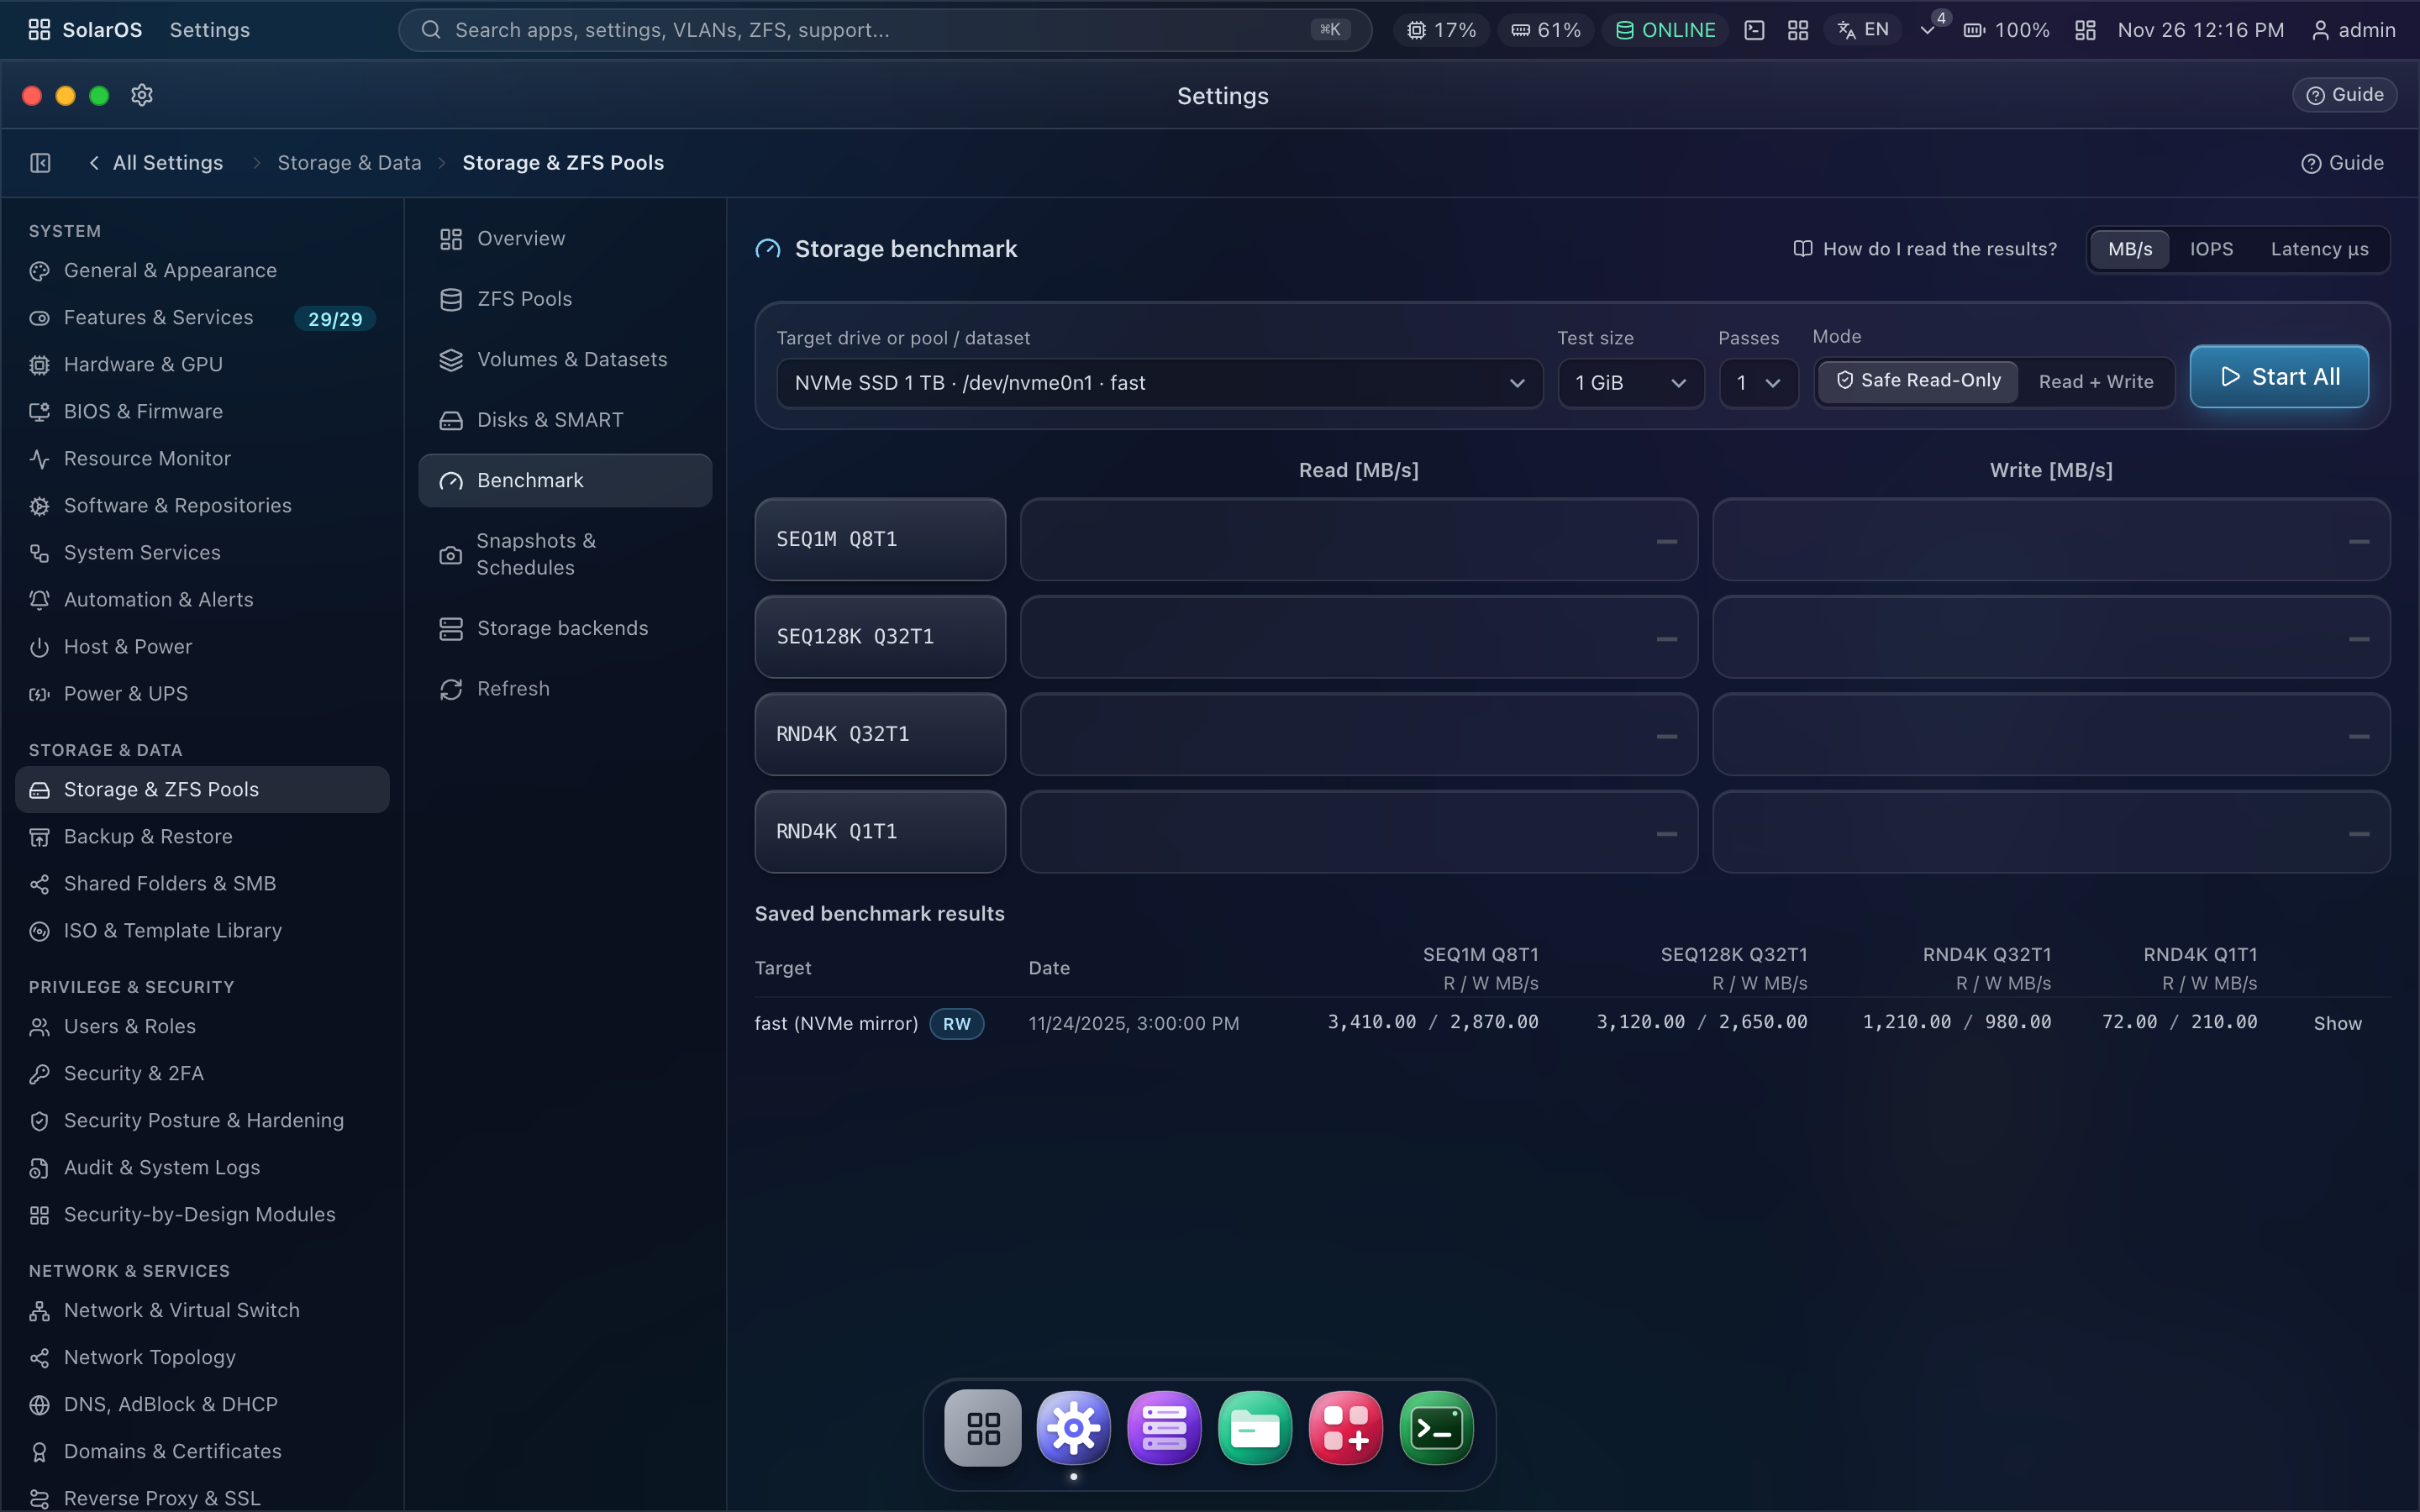 SolarOS
Settings
Search apps, settings, VLANs, ZFS, support...
⌘K
17%
61%
ONLINE
EN
4
100%
Nov 26 12:16 PM
admin
Settings
Guide
All Settings
Storage & Data
Storage & ZFS Pools
Guide
SYSTEM
General & Appearance
Features & Services
29/29
Hardware & GPU
BIOS & Firmware
Resource Monitor
Software & Repositories
System Services
Automation & Alerts
Host & Power
Power & UPS
STORAGE & DATA
Storage & ZFS Pools
Backup & Restore
Shared Folders & SMB
ISO & Template Library
PRIVILEGE & SECURITY
Users & Roles
Security & 2FA
Security Posture & Hardening
Audit & System Logs
Security-by-Design Modules
NETWORK & SERVICES
Network & Virtual Switch
Network Topology
DNS, AdBlock & DHCP
Domains & Certificates
Reverse Proxy & SSL
Overview
ZFS Pools
Volumes & Datasets
Disks & SMART
Benchmark
Snapshots &
Schedules
Storage backends
Refresh
Storage benchmark
How do I read the results?
MB/s
IOPS
Latency µs
Target drive or pool / dataset
Test size
Passes
Mode
NVMe SSD 1 TB · /dev/nvme0n1 · fast
1 GiB
1
Safe Read-Only
Read + Write
Start All
Read [MB/s]
Write [MB/s]
SEQ1M Q8T1
—
—
SEQ128K Q32T1
—
—
RND4K Q32T1
—
—
RND4K Q1T1
—
—
Saved benchmark results
Target
Date
SEQ1M Q8T1
R / W MB/s
SEQ128K Q32T1
R / W MB/s
RND4K Q32T1
R / W MB/s
RND4K Q1T1
R / W MB/s
fast (NVMe mirror)
RW
11/24/2025, 3:00:00 PM
3,410.00 / 2,870.00
3,120.00 / 2,650.00
1,210.00 / 980.00
72.00 / 210.00
Show